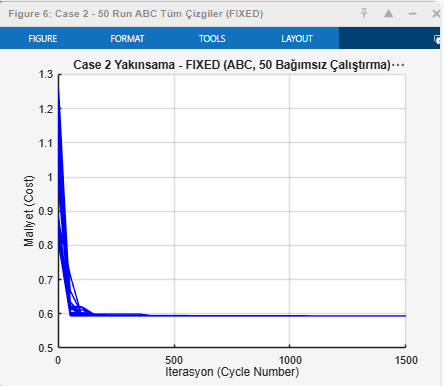 Figure 6: Case 2 - 50 Run ABC Tüm Çizgiler (FIXED)
FIGURE FORMAT TOOLS LAYOUT
Case 2 Yakınsama - FIXED (ABC, 50 Bağımsız Çalıştırma)...
1.3
1.2
1.1
1
0.9
0.8
0.7
0.6
0.5
Maliyet (Cost)
0 500 1000 1500
Iterasyon (Cycle Number)